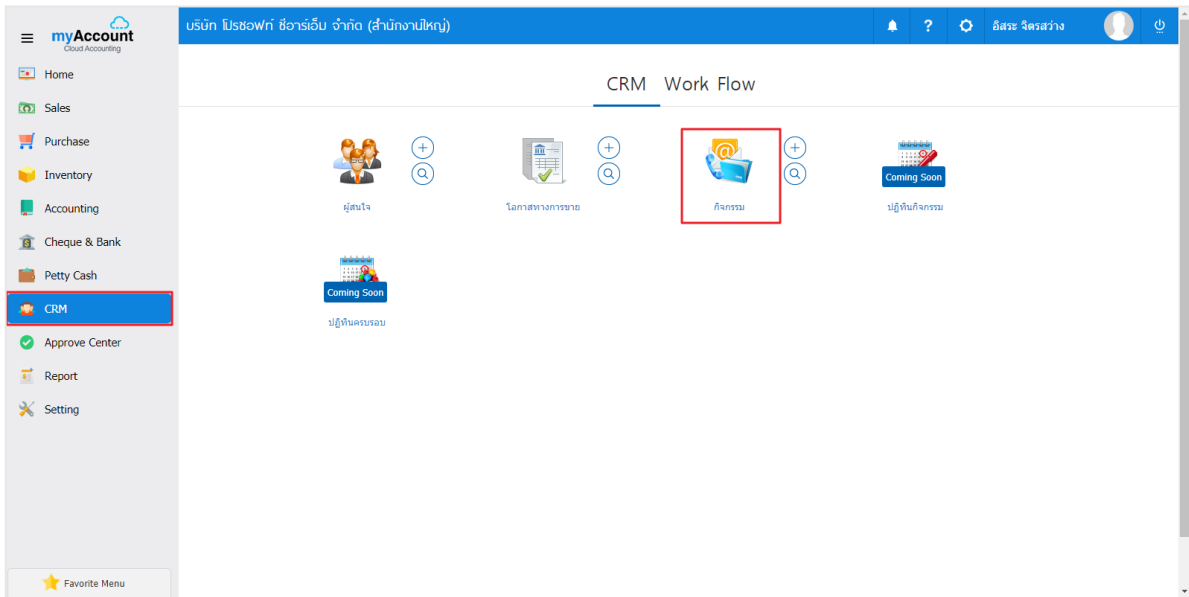 myAccount
Cloud Accounting
บริษัท โปรซอฟท์ ซีอาร์เอ็ม จำกัด (สำนักงานใหญ่)
?
อิสระ จิตรสว่าง
Home
Sales
Purchase
Inventory
Accounting
Cheque & Bank
Petty Cash
CRM
Approve Center
Report
Setting
Favorite Menu
CRM Work Flow
ผู้สนใจ
โอกาสทางการขาย
กิจกรรม
Coming Soon
ปฏิทินกิจกรรม
Coming Soon
ปฏิทินครบรอบ